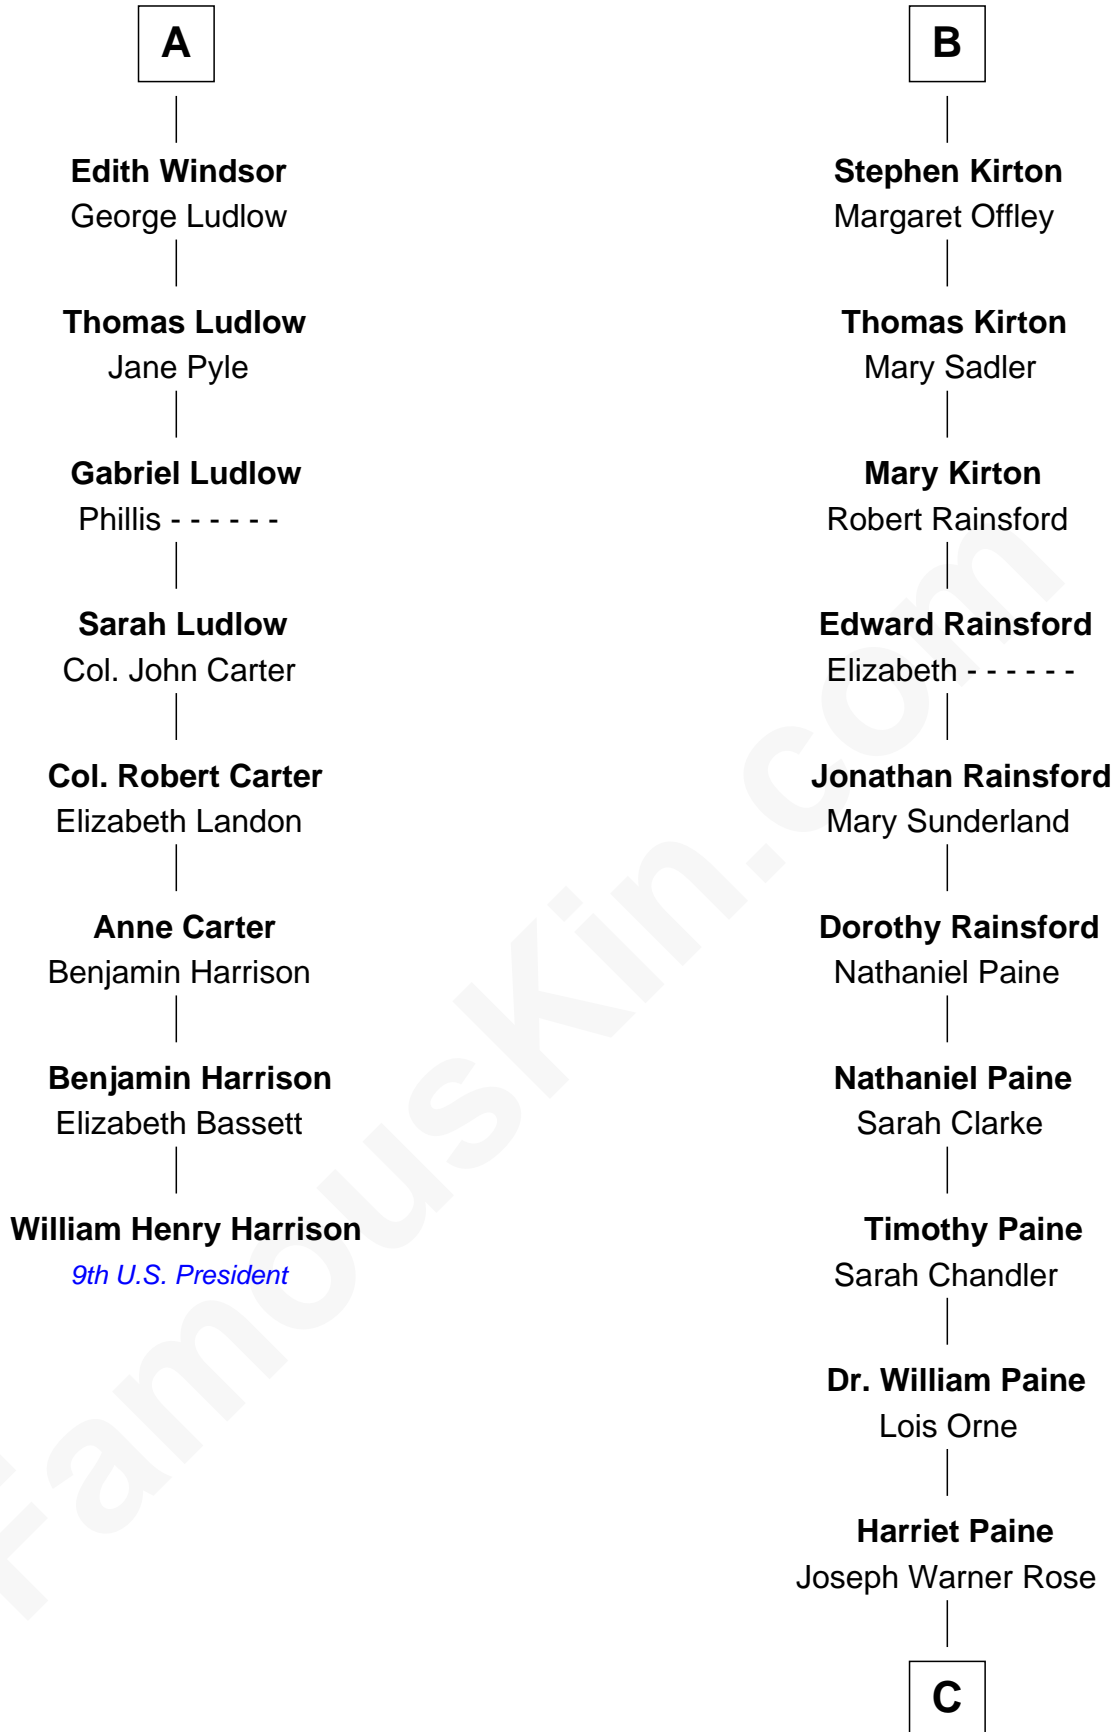 A
Edith Windsor
George Ludlow
Thomas Ludlow
Jane Pyle
Gabriel Ludlow
Phillis - - - - - -
Sarah Ludlow
Col. John Carter
Col. Robert Carter
Elizabeth Landon
Anne Carter
Benjamin Harrison
Benjamin Harrison
Elizabeth Bassett
William Henry Harrison
9th U.S. President
B
Stephen Kirton
Margaret Offley
Thomas Kirton
Mary Sadler
Mary Kirton
Robert Rainsford
Edward Rainsford
Elizabeth - - - - - -
Jonathan Rainsford
Mary Sunderland
Dorothy Rainsford
Nathaniel Paine
Nathaniel Paine
Sarah Clarke
Timothy Paine
Sarah Chandler
Dr. William Paine
Lois Orne
Harriet Paine
Joseph Warner Rose
C
FamousKin.com